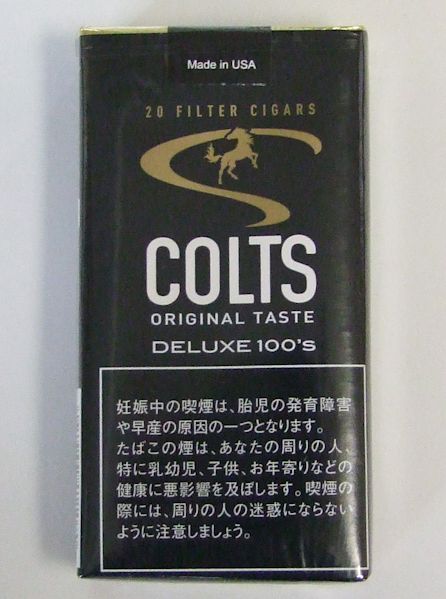 Made in USA
20 FILTER CIGARS
COLTS
ORIGINAL TASTE
DELUXE 100's
妊娠中の喫煙は、胎児の発育障害
や早産の原因の一つとなります。
たばこの煙は、あなたの周りの人、
特に乳幼児、子供、お年寄りなどの
健康に悪影響を及ぼします。喫煙の
際には、周りの人の迷惑にならない
ように注意しましょう。